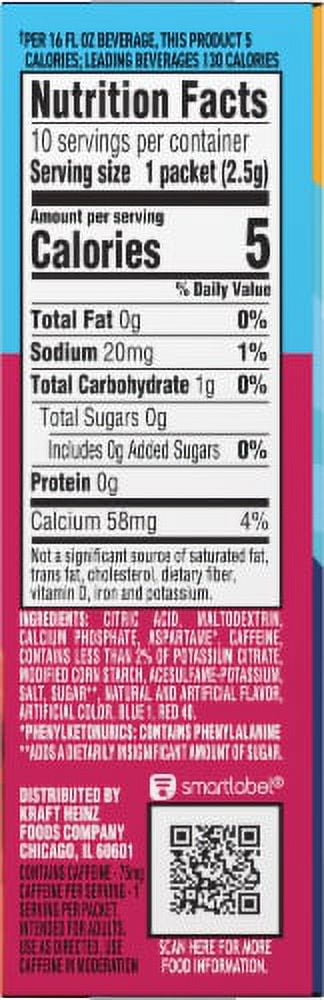 †PER 16 FL OZ BEVERAGE, THIS PRODUCT 5
CALORIES; LEADING BEVERAGES 130 CALORIES
Nutrition Facts
10 servings per container
Serving size 1 packet (2.5g)
Amount per serving
Calories 5
% Daily Value
Total Fat 0g 0%
Sodium 20mg 1%
Total Carbohydrate 1g 0%
Total Sugars 0g
Includes 0g Added Sugars 0%
Protein 0g
Calcium 58mg 4%
Not a significant source of saturated fat,
trans fat, cholesterol, dietary fiber,
vitamin D, iron and potassium.
INGREDIENTS: CITRIC ACID, MALTODEXTRIN,
CALCIUM PHOSPHATE, ASPARTAME*, CAFFEINE,
CONTAINS LESS THAN 2% OF POTASSIUM CITRATE,
MODIFIED CORN STARCH, ACESULFAME-POTASSIUM,
SALT, SUGAR**, NATURAL AND ARTIFICIAL FLAVOR,
ARTIFICIAL COLOR, BLUE 1, RED 40.
*PHENYLKETONURICS: CONTAINS PHENYLALANINE
**ADDS A DIETARILY INSIGNIFICANT AMOUNT OF SUGAR.
smartlabel®
DISTRIBUTED BY
KRAFT HEINZ
FOODS COMPANY
CHICAGO, IL 60601
CONTAINS CAFFEINE - 75mg
CAFFEINE PER SERVING - 1
SERVING PER PACKET.
INTENDED FOR ADULTS.
USE AS DIRECTED. USE
CAFFEINE IN MODERATION
SCAN HERE FOR MORE
FOOD INFORMATION.